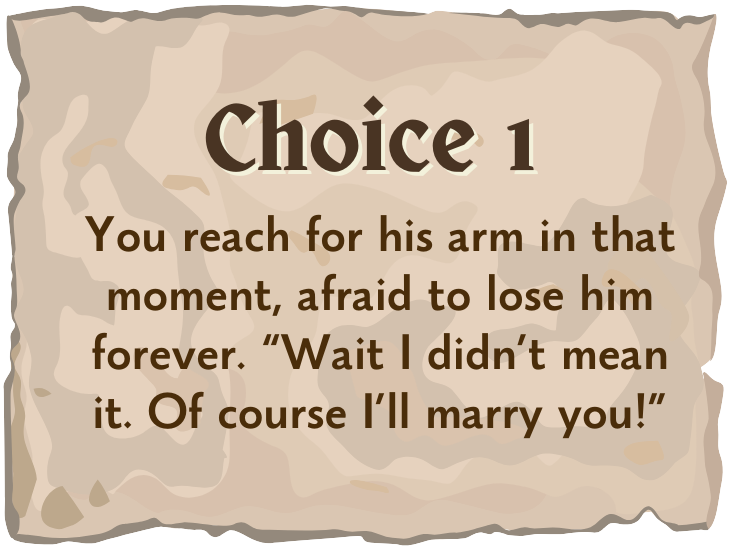 Choice 1
You reach for his arm in that
moment, afraid to lose him
forever. “Wait I didn’t mean
it. Of course I’ll marry you!”